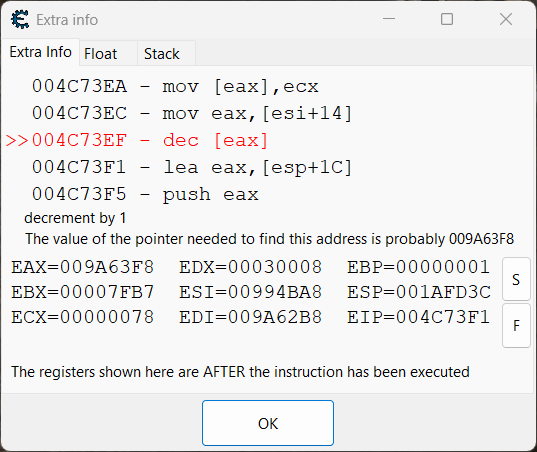 Extra info
Extra Info Float Stack
004C73EA - mov [eax],ecx
004C73EC - mov eax,[esi+14]
>>004C73EF - dec [eax]
004C73F1 - lea eax,[esp+1C]
004C73F5 - push eax
decrement by 1
The value of the pointer needed to find this address is probably 009A63F8
EAX=009A63F8 EDX=00030008 EBP=00000001
EBX=00007FB7 ESI=00994BA8 ESP=001AFD3C
ECX=00000078 EDI=009A62B8 EIP=004C73F1
S
F
The registers shown here are AFTER the instruction has been executed
OK